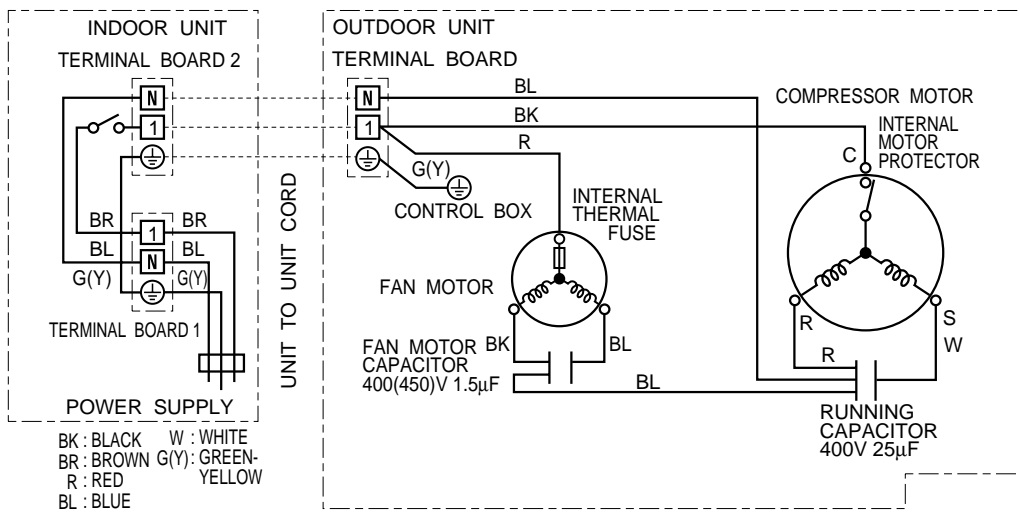 INDOOR UNIT
TERMINAL BOARD 2
N
1
BR
BR
1
BL
BL
N
G(Y)
G(Y)
TERMINAL BOARD 1
POWER SUPPLY
UNIT TO UNIT CORD
OUTDOOR UNIT
TERMINAL BOARD
N
BL
1
BK
R
G(Y)
CONTROL BOX
INTERNAL
THERMAL
FUSE
FAN MOTOR
BK
BL
FAN MOTOR
CAPACITOR
400(450)V 1.5µF
BL
COMPRESSOR MOTOR
INTERNAL
MOTOR
PROTECTOR
C
R
S
R
W
RUNNING
CAPACITOR
400V 25µF
BK : BLACK W : WHITE
BR : BROWN G(Y) : GREEN-
R : RED YELLOW
BL : BLUE